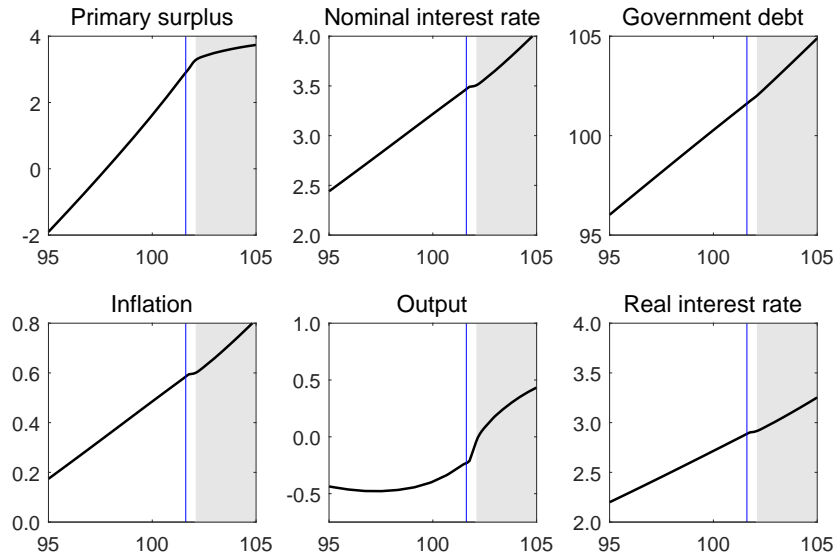 Primary surplus
4
2
0
-2
95 100 105
Nominal interest rate
4.0
3.5
3.0
2.5
2.0
95 100 105
Government debt
105
100
95
95 100 105
Inflation
0.8
0.6
0.4
0.2
0.0
95 100 105
Output
1.0
0.5
0.0
-0.5
95 100 105
Real interest rate
4.0
3.5
3.0
2.5
2.0
95 100 105